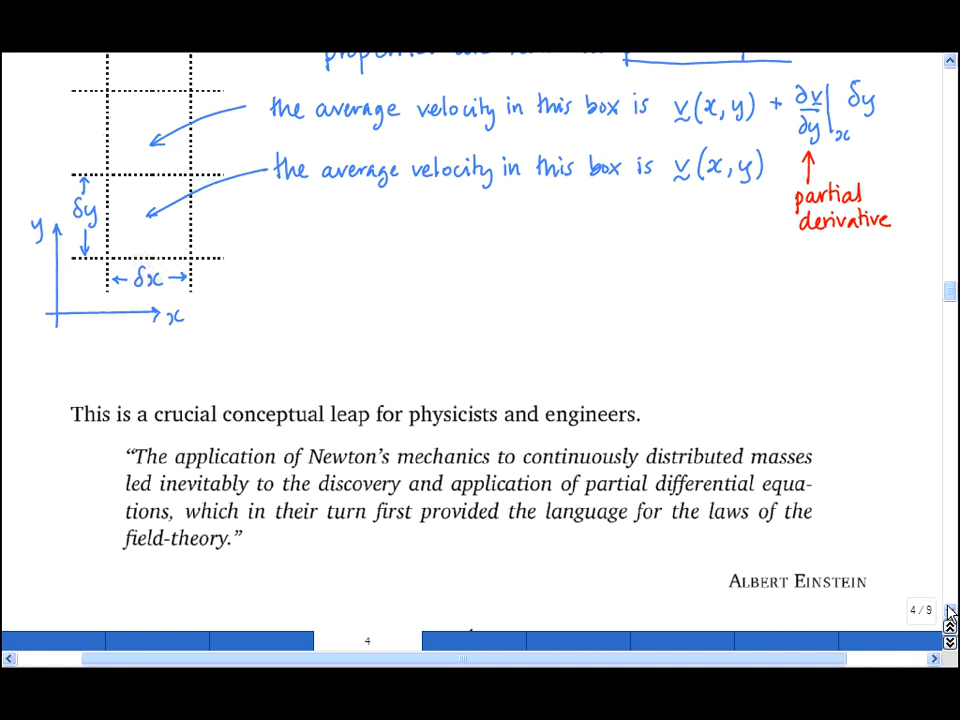 the average velocity in this box is v(x, y) + ∂v/∂y|x δy
the average velocity in this box is v(x, y)
partial
derivative
δy
y
δx
x
This is a crucial conceptual leap for physicists and engineers.
“The application of Newton’s mechanics to continuously distributed masses
led inevitably to the discovery and application of partial differential equa-
tions, which in their turn first provided the language for the laws of the
field-theory.”
ALBERT EINSTEIN
4 / 9
4